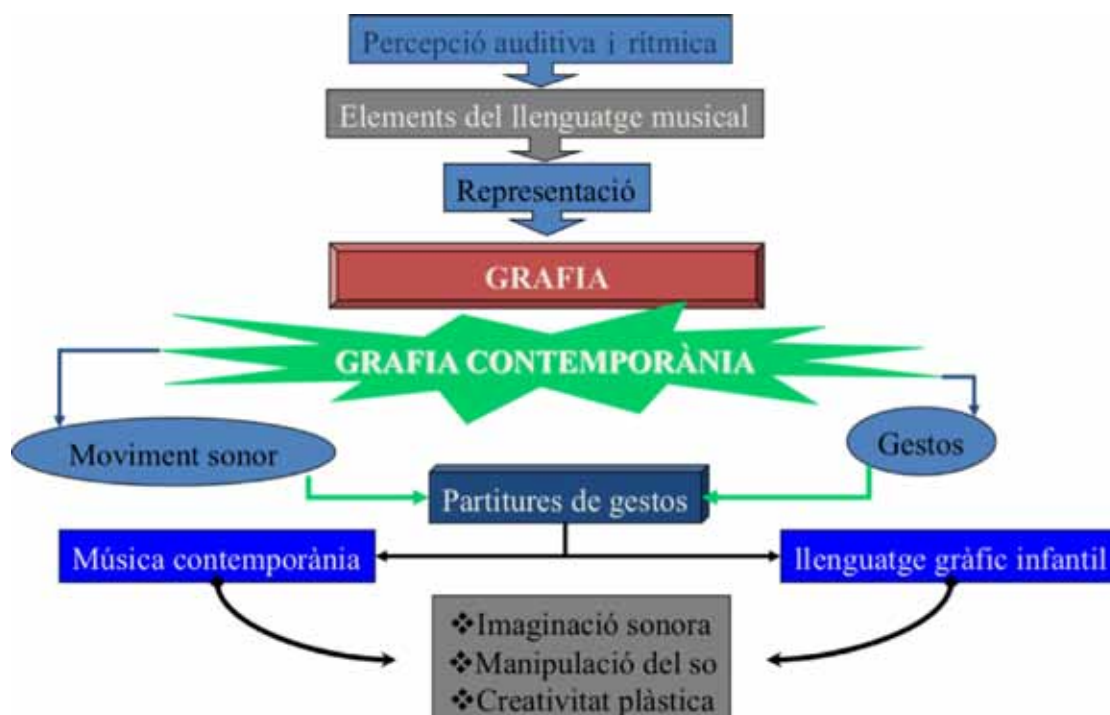 Percepció auditiva i rítmica
Elements del llenguatge musical
Representació
GRAFIA
GRAFIA CONTEMPORÀNIA
Moviment sonor
Gestos
Partitures de gestos
Música contemporània
llenguatge gràfic infantil
❖Imaginació sonora
❖Manipulació del so
❖Creativitat plàstica